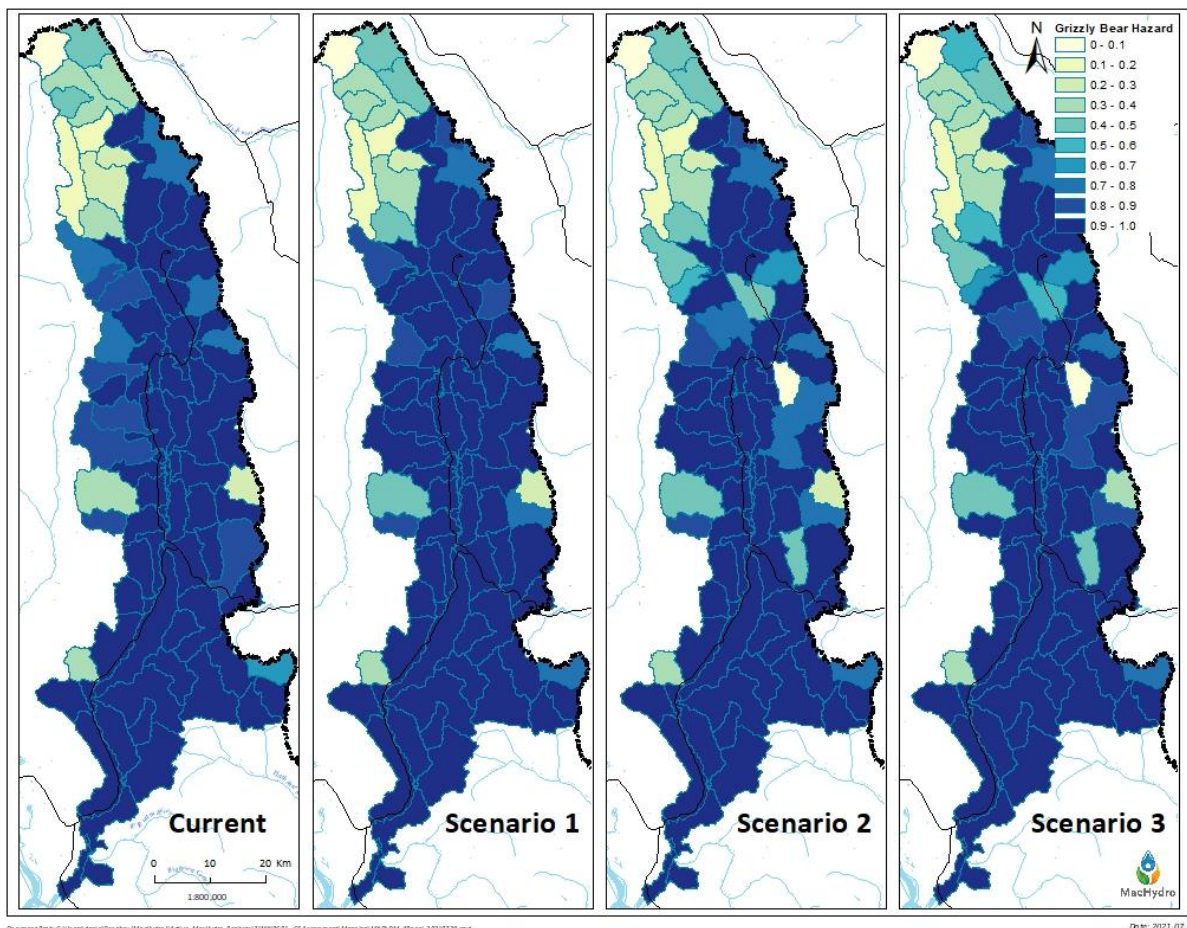 N
Grizzly Bear Hazard
0 - 0.1
0.1 - 0.2
0.2 - 0.3
0.3 - 0.4
0.4 - 0.5
0.5 - 0.6
0.6 - 0.7
0.7 - 0.8
0.8 - 0.9
0.9 - 1.0
Current
Scenario 1
Scenario 2
Scenario 3
0 10 20 Km
1:800,000
MacHydro